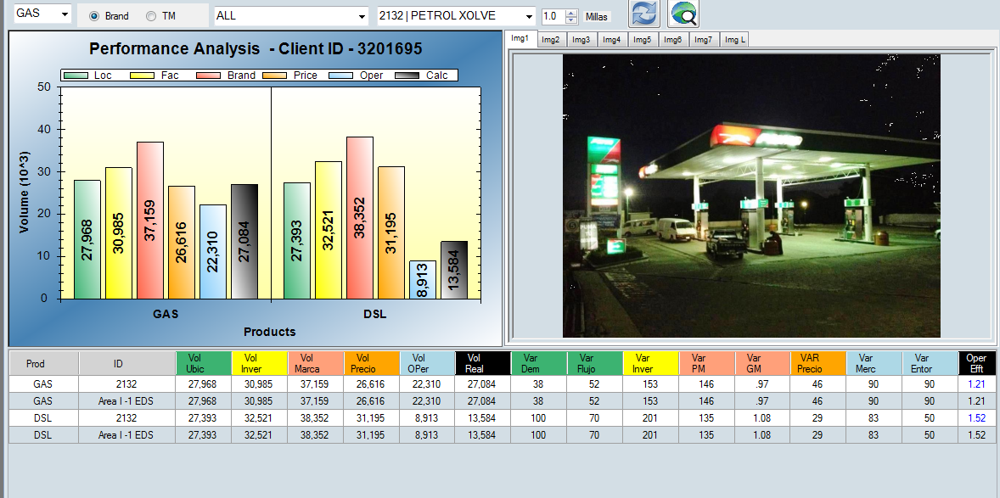 GAS
Brand
TM
ALL
2132 | PETROL XOLVE
1.0
Millas
Performance Analysis - Client ID - 3201695
Loc Fac Brand Price Oper Calc
Volume (10^3)
50
40
30
20
10
0
27,968
30,985
37,159
26,616
22,310
27,084
27,393
32,521
38,352
31,195
8,913
13,584
GAS DSL
Products
Img1 Img2 Img3 Img4 Img5 Img6 Img7 Img L
Prod ID Vol Ubic Vol Inver Vol Marca Vol Precio Vol OPer Vol Real Var Dem Var Flujo Var Inver Var PM Var GM VAR Precio Var Merc Var Entor Oper Efft
GAS 2132 27,968 30,985 37,159 26,616 22,310 27,084 38 52 153 146 .97 46 90 90 1.21
GAS Area I -1 EDS 27,968 30,985 37,159 26,616 22,310 27,084 38 52 153 146 .97 46 90 90 1.21
DSL 2132 27,393 32,521 38,352 31,195 8,913 13,584 100 70 201 135 1.08 29 83 50 1.52
DSL Area I -1 EDS 27,393 32,521 38,352 31,195 8,913 13,584 100 70 201 135 1.08 29 83 50 1.52